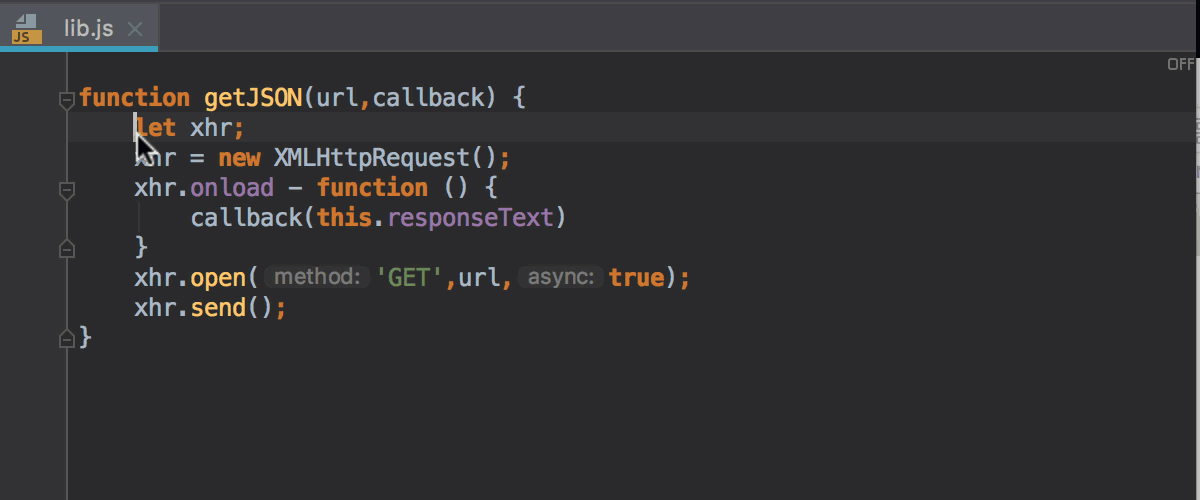 JS lib.js
OFF
function getJSON(url,callback) {
let xhr;
xhr = new XMLHttpRequest();
xhr.onload - function () {
callback(this.responseText)
}
xhr.open( method: 'GET',url, async: true);
xhr.send();
}